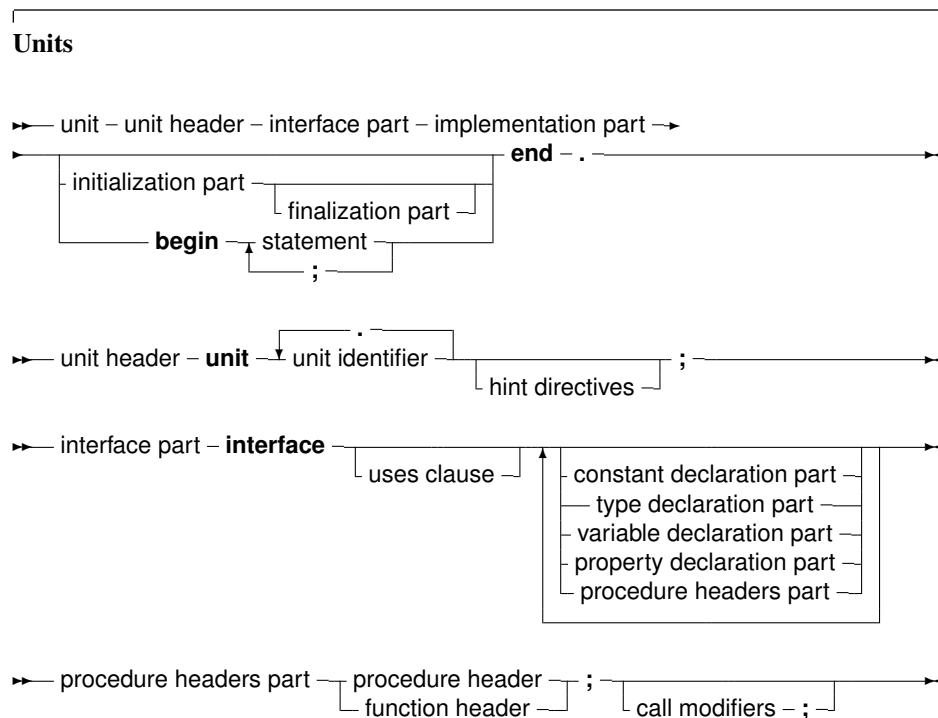 Units
unit – unit header – interface part – implementation part
end – .
initialization part
finalization part
begin statement
;
.
unit header – unit unit identifier ;
hint directives
interface part – interface
uses clause constant declaration part
type declaration part
variable declaration part
property declaration part
procedure headers part
procedure headers part procedure header ;
function header call modifiers – ;